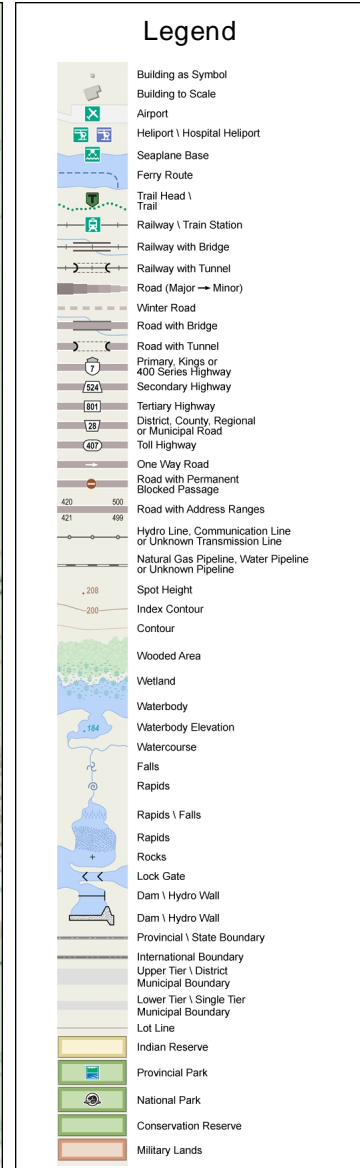 Legend
Building as Symbol
Building to Scale
Airport
Heliport \ Hospital Heliport
Seaplane Base
Ferry Route
Trail Head \
Trail
Railway \ Train Station
Railway with Bridge
Railway with Tunnel
Road (Major → Minor)
Winter Road
Road with Bridge
Road with Tunnel
7 Primary, Kings or
400 Series Highway
524 Secondary Highway
801 Tertiary Highway
28 District, County, Regional
or Municipal Road
407 Toll Highway
One Way Road
Road with Permanent
Blocked Passage
420 500
Road with Address Ranges
421 499
Hydro Line, Communication Line
or Unknown Transmission Line
Natural Gas Pipeline, Water Pipeline
or Unknown Pipeline
.208 Spot Height
200 Index Contour
Contour
Wooded Area
Wetland
Waterbody
.184 Waterbody Elevation
Watercourse
Falls
Rapids
Rapids \ Falls
Rapids
Rocks
Lock Gate
Dam \ Hydro Wall
Dam \ Hydro Wall
Provincial \ State Boundary
International Boundary
Upper Tier \ District
Municipal Boundary
Lower Tier \ Single Tier
Municipal Boundary
Lot Line
Indian Reserve
Provincial Park
National Park
Conservation Reserve
Military Lands